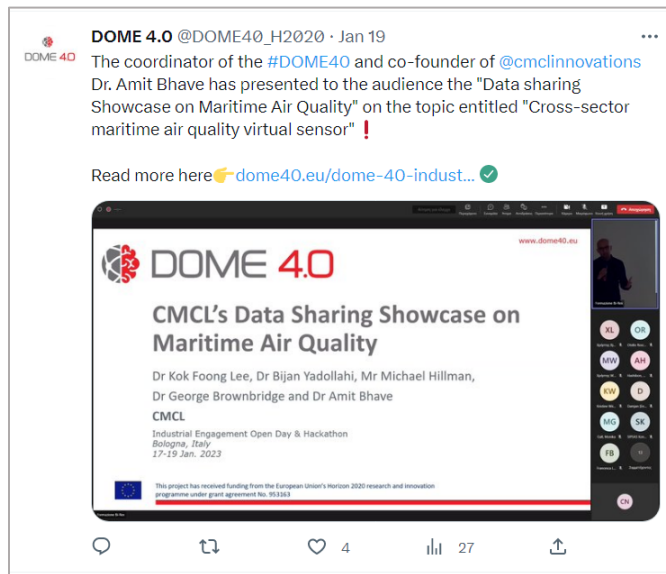 DOME 4.0 @DOME40_H2020 · Jan 19
DOME 4.0
The coordinator of the #DOME40 and co-founder of @cmclinnovations
Dr. Amit Bhave has presented to the audience the "Data sharing
Showcase on Maritime Air Quality" on the topic entitled "Cross-sector
maritime air quality virtual sensor" ❗
Read more here👉dome40.eu/dome-40-indust... ✅
www.dome40.eu
DOME 4.0
CMCL's Data Sharing Showcase on
Maritime Air Quality
Dr Kok Foong Lee, Dr Bijan Yadollahi, Mr Michael Hillman,
Dr George Brownbridge and Dr Amit Bhave
CMCL
Industrial Engagement Open Day & Hackathon
Bologna, Italy
17-19 Jan. 2023
This project has received funding from the European Union's Horizon 2020 research and innovation
programme under grant agreement No. 953163
XL OR
MW AH
KW D
MG SK
FB
CN
4 27